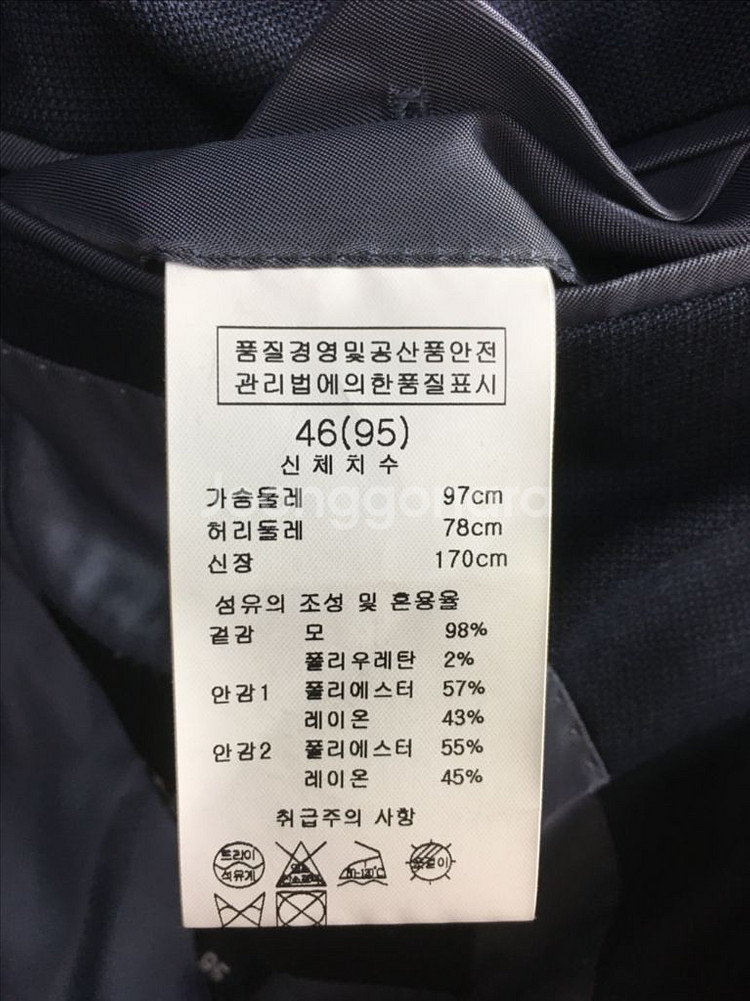 품질경영및공산품안전
관리법에의한품질표시
46(95)
신체치수
가슴둘레 97cm
허리둘레 78cm
신장 170cm
섬유의 조성 및 혼용율
겉감 모 98%
폴리우레탄 2%
안감1 폴리에스터 57%
레이온 43%
안감2 폴리에스터 55%
레이온 45%
취급주의 사항
드라이
석유계
옷걸이
95